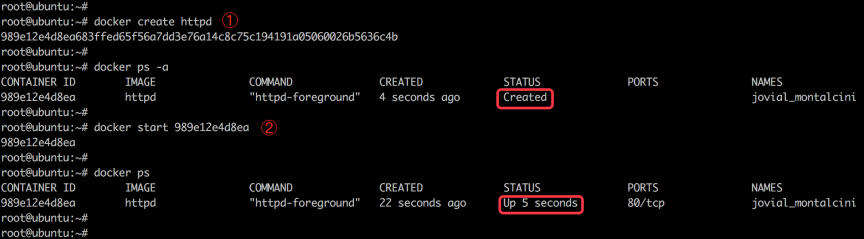 root@ubuntu:~#
root@ubuntu:~# docker create httpd ①
989e12e4d8ea683ffed65f56a7dd3e76a14c8c75c194191a05060026b5636c4b
root@ubuntu:~#
root@ubuntu:~# docker ps -a
CONTAINER ID IMAGE COMMAND CREATED STATUS PORTS NAMES
989e12e4d8ea httpd "httpd-foreground" 4 seconds ago Created jovial_montalcini
root@ubuntu:~#
root@ubuntu:~# docker start 989e12e4d8ea ②
989e12e4d8ea
root@ubuntu:~#
root@ubuntu:~# docker ps
CONTAINER ID IMAGE COMMAND CREATED STATUS PORTS NAMES
989e12e4d8ea httpd "httpd-foreground" 22 seconds ago Up 5 seconds 80/tcp jovial_montalcini
root@ubuntu:~#
root@ubuntu:~#